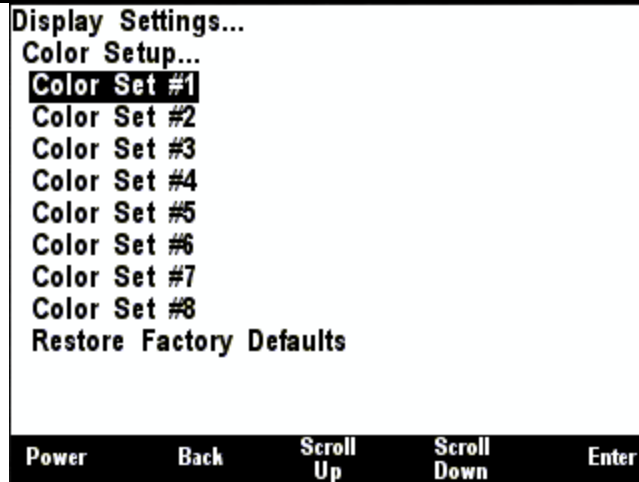 Display Settings...
Color Setup...
Color Set #1
Color Set #2
Color Set #3
Color Set #4
Color Set #5
Color Set #6
Color Set #7
Color Set #8
Restore Factory Defaults
Power Back Scroll Up Scroll Down Enter